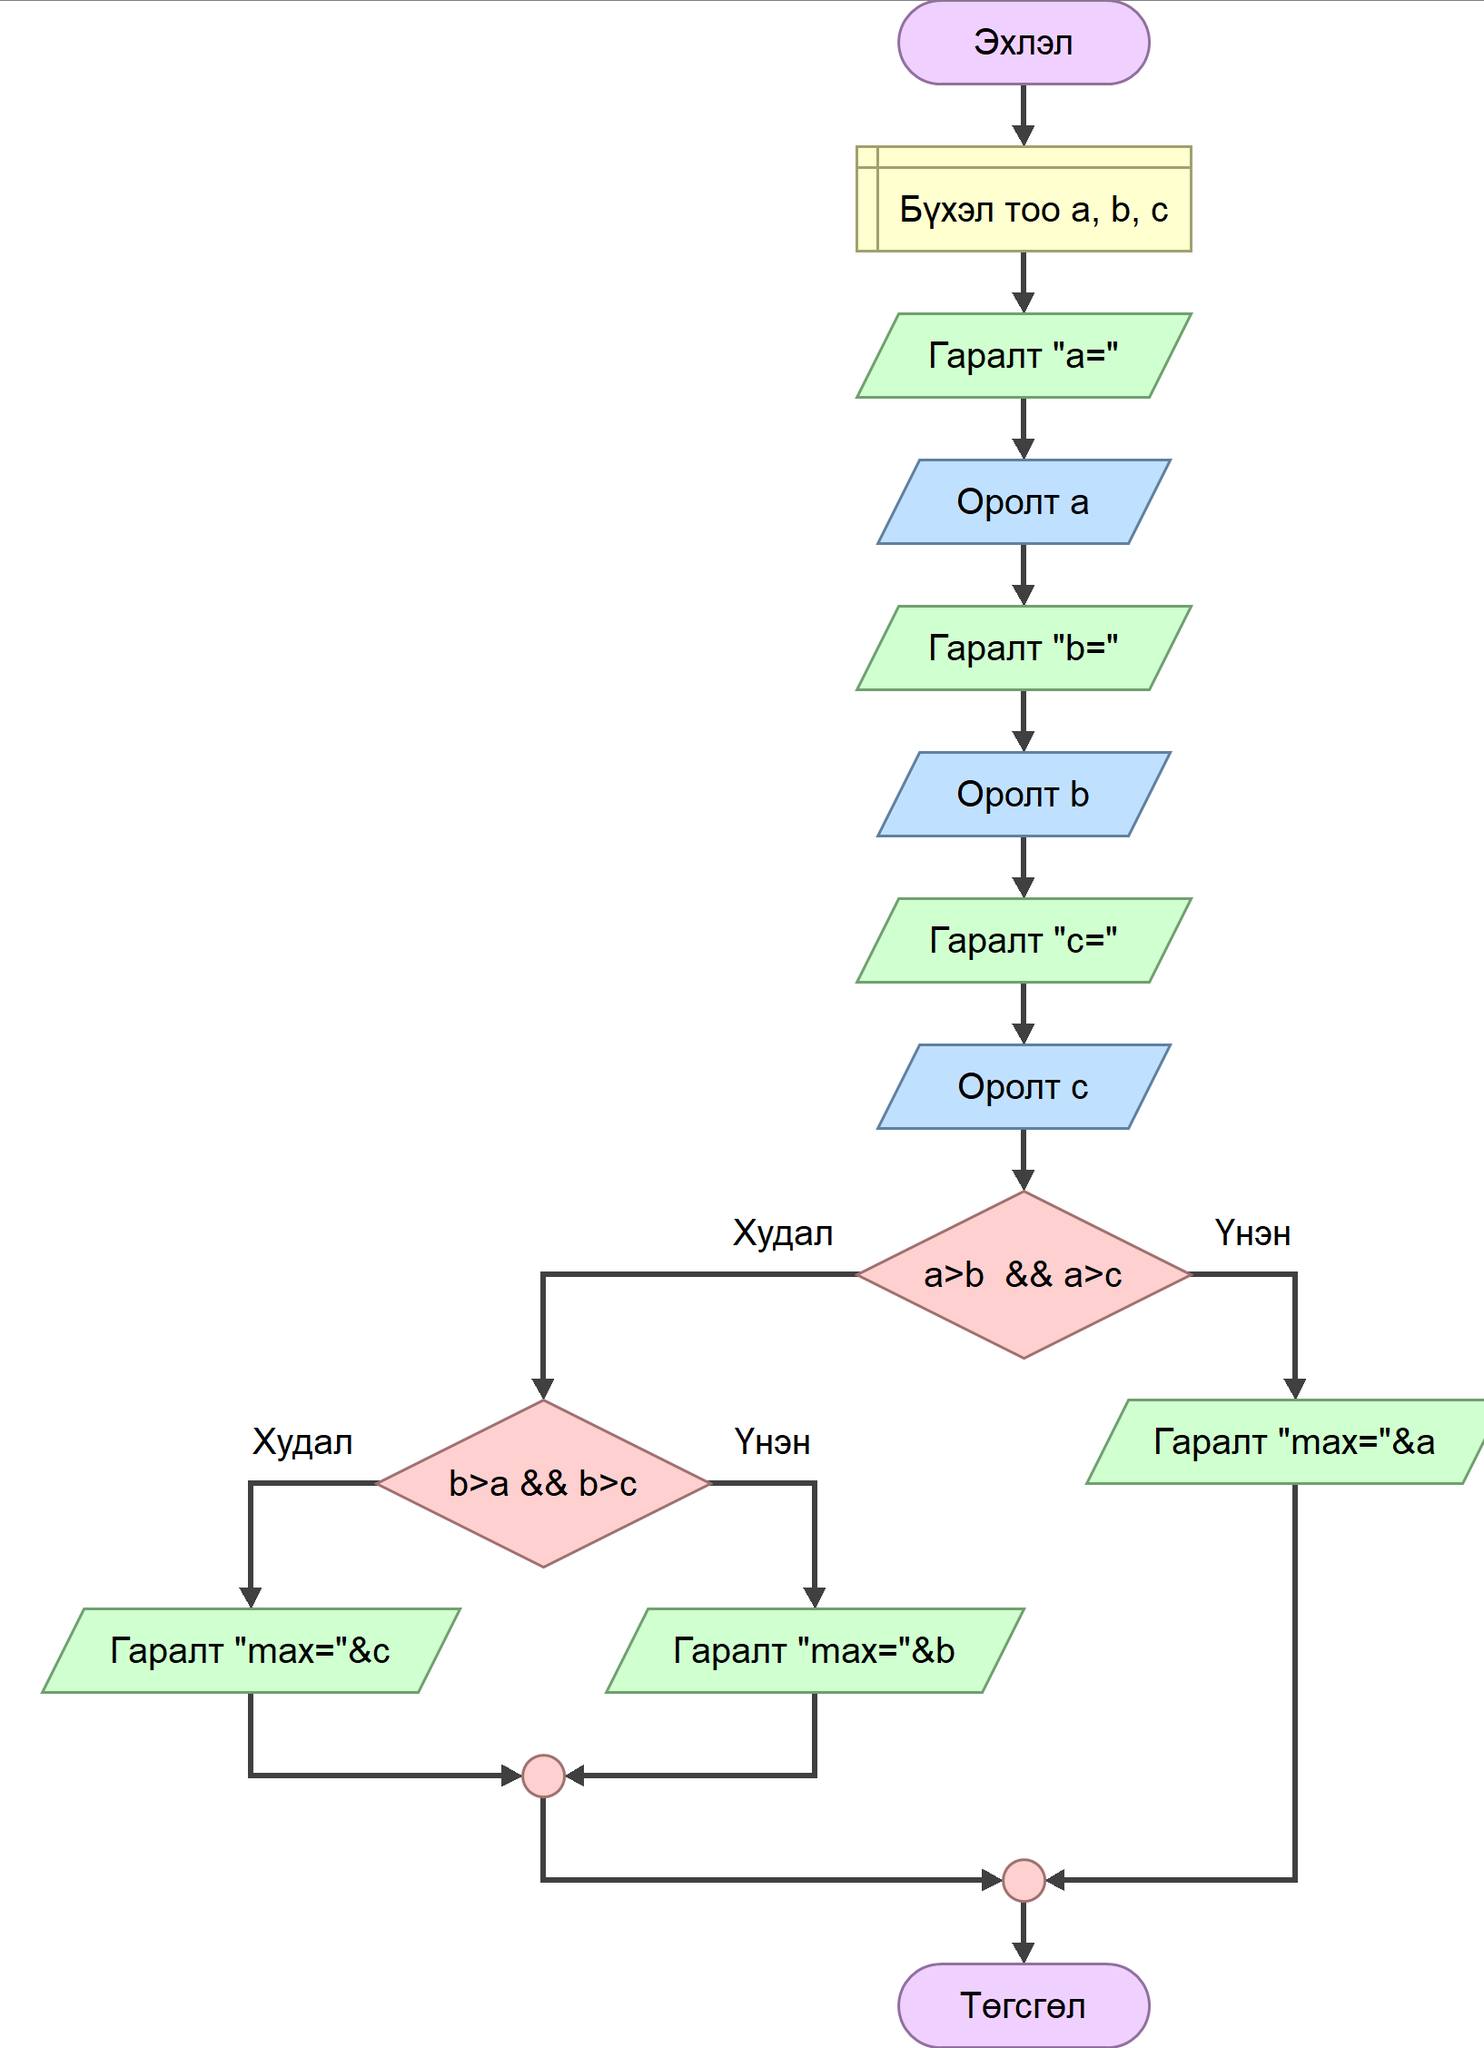 Эхлэл
Бүхэл тоо a, b, c
Гаралт "a="
Оролт a
Гаралт "b="
Оролт b
Гаралт "c="
Оролт c
Худал
Үнэн
a>b  && a>c
Худал
Үнэн
Гаралт "max="&a
b>a && b>c
Гаралт "max="&c
Гаралт "max="&b
Төгсгөл